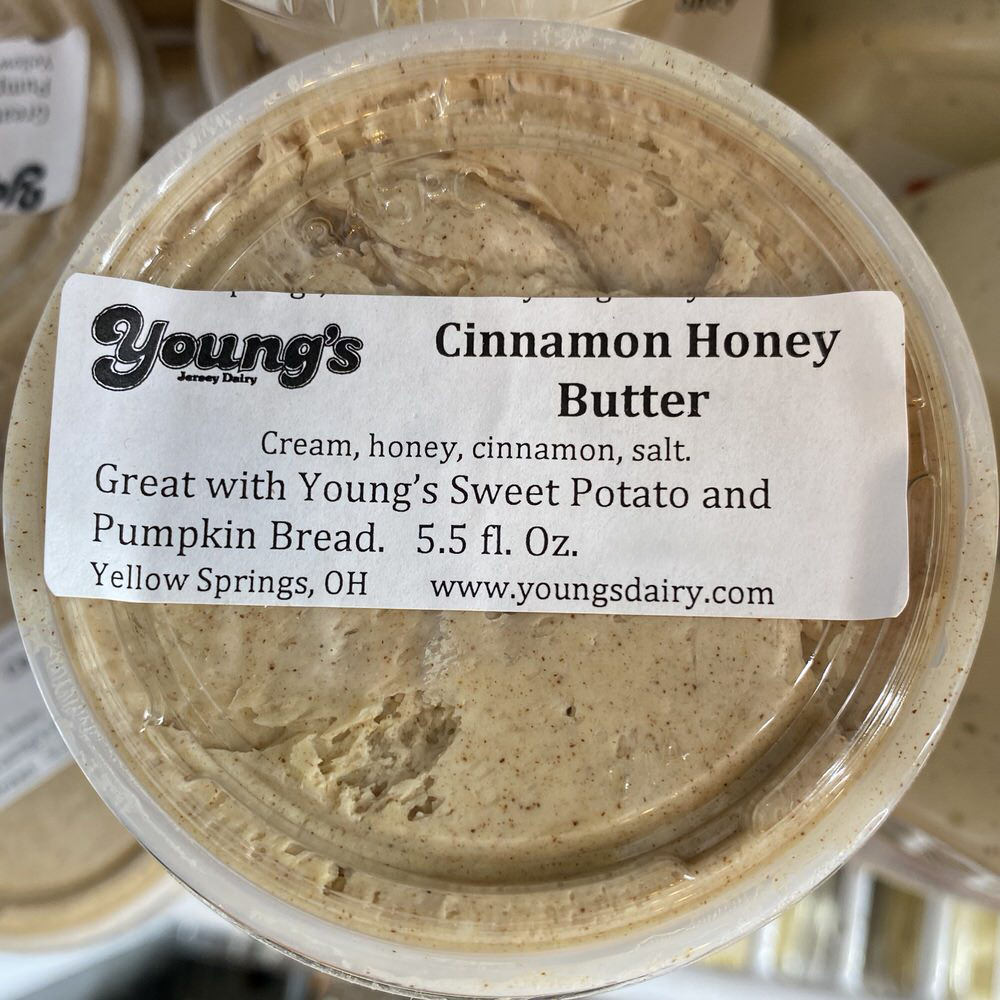 Young's
Jersey Dairy
Cinnamon Honey
Butter
Cream, honey, cinnamon, salt.
Great with Young's Sweet Potato and
Pumpkin Bread. 5.5 fl. Oz.
Yellow Springs, OH www.youngsdairy.com